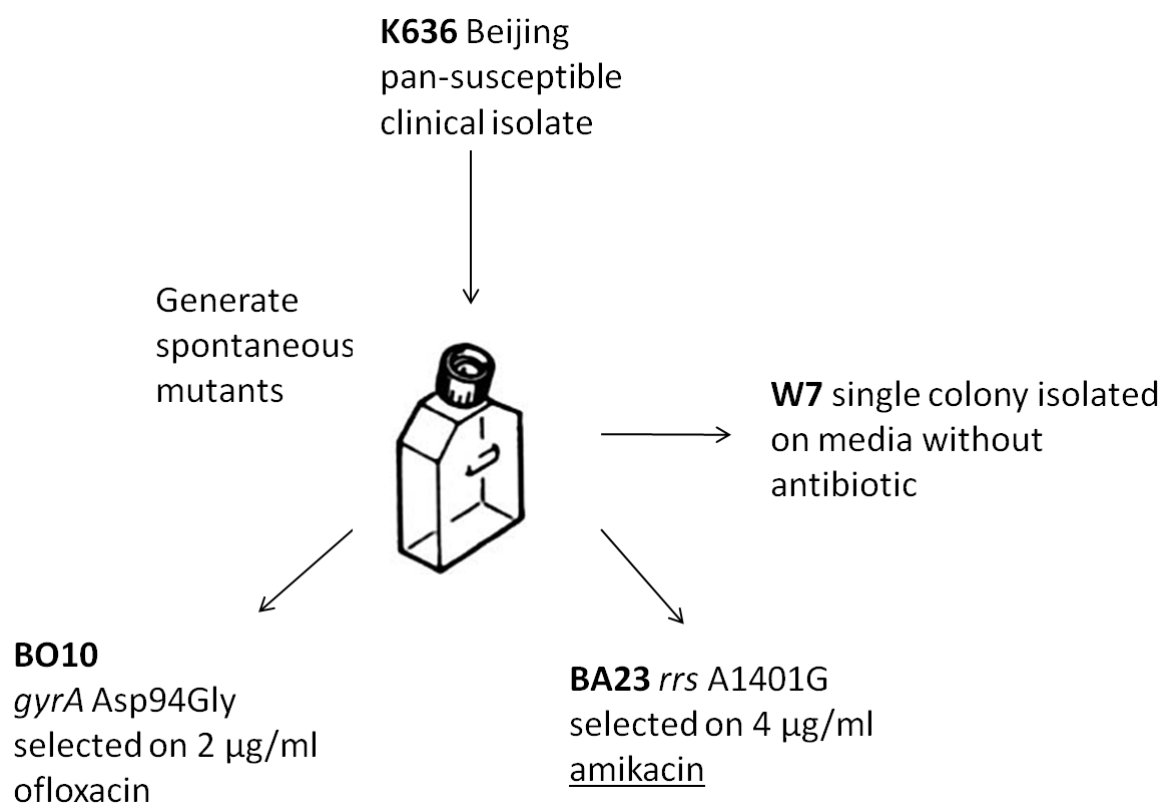 K636 Beijing
pan-susceptible
clinical isolate
Generate
spontaneous
mutants
W7 single colony isolated
on media without
antibiotic
BO10
gyrA Asp94Gly
selected on 2 µg/ml
ofloxacin
BA23 rrs A1401G
selected on 4 µg/ml
amikacin